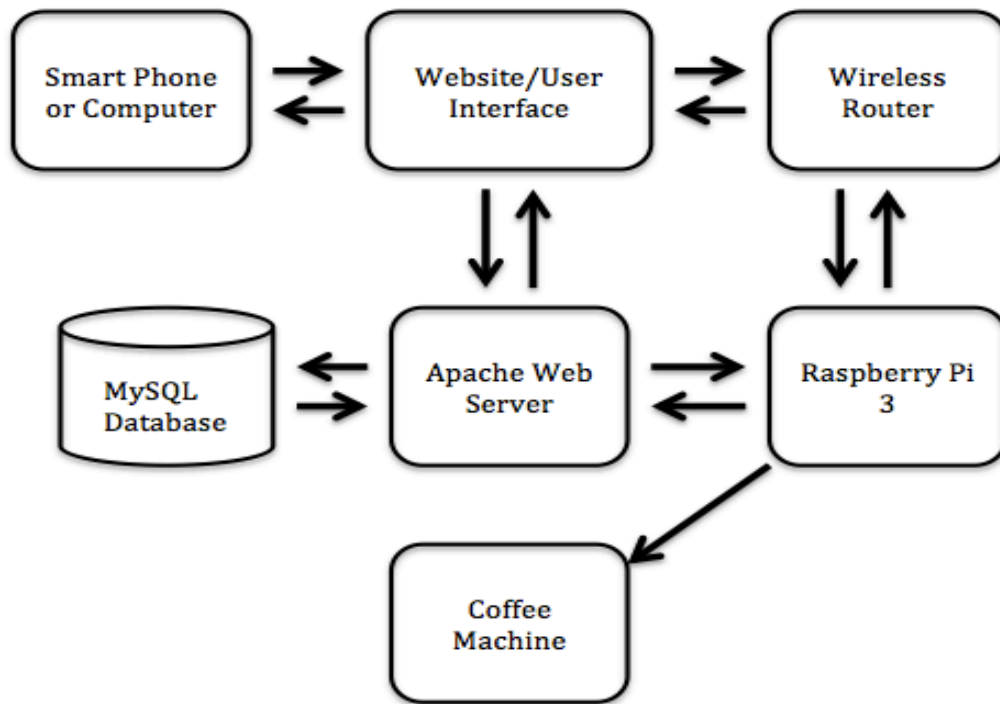 Smart Phone
or Computer
Website/User
Interface
Wireless
Router
MySQL
Database
Apache Web
Server
Raspberry Pi
3
Coffee
Machine